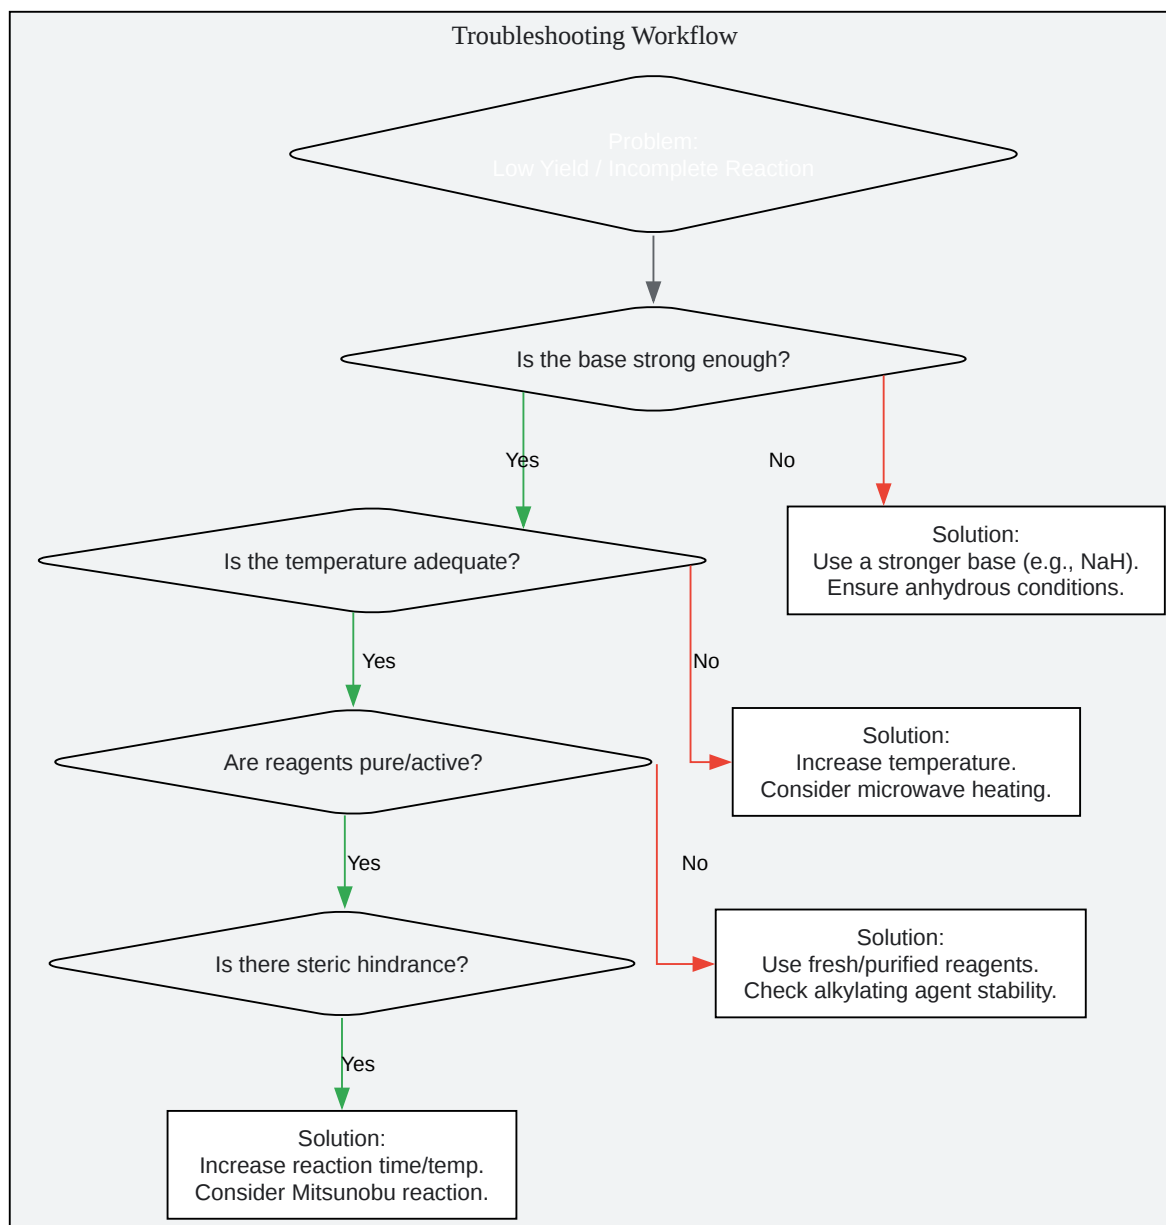 Troubleshooting Workflow
Problem:
Low Yield / Incomplete Reaction
Is the base strong enough?
Yes
No
Solution:
Use a stronger base (e.g., NaH).
Ensure anhydrous conditions.
Is the temperature adequate?
Yes
No
Solution:
Increase temperature.
Consider microwave heating.
Are reagents pure/active?
Yes
No
Solution:
Use fresh/purified reagents.
Check alkylating agent stability.
Is there steric hindrance?
Yes
Solution:
Increase reaction time/temp.
Consider Mitsunobu reaction.